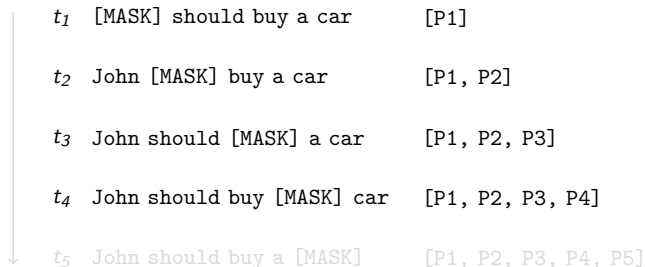 t1 [MASK] should buy a car [P1]
t2 John [MASK] buy a car [P1, P2]
t3 John should [MASK] a car [P1, P2, P3]
t4 John should buy [MASK] car [P1, P2, P3, P4]
t5 John should buy a [MASK] [P1, P2, P3, P4, P5]